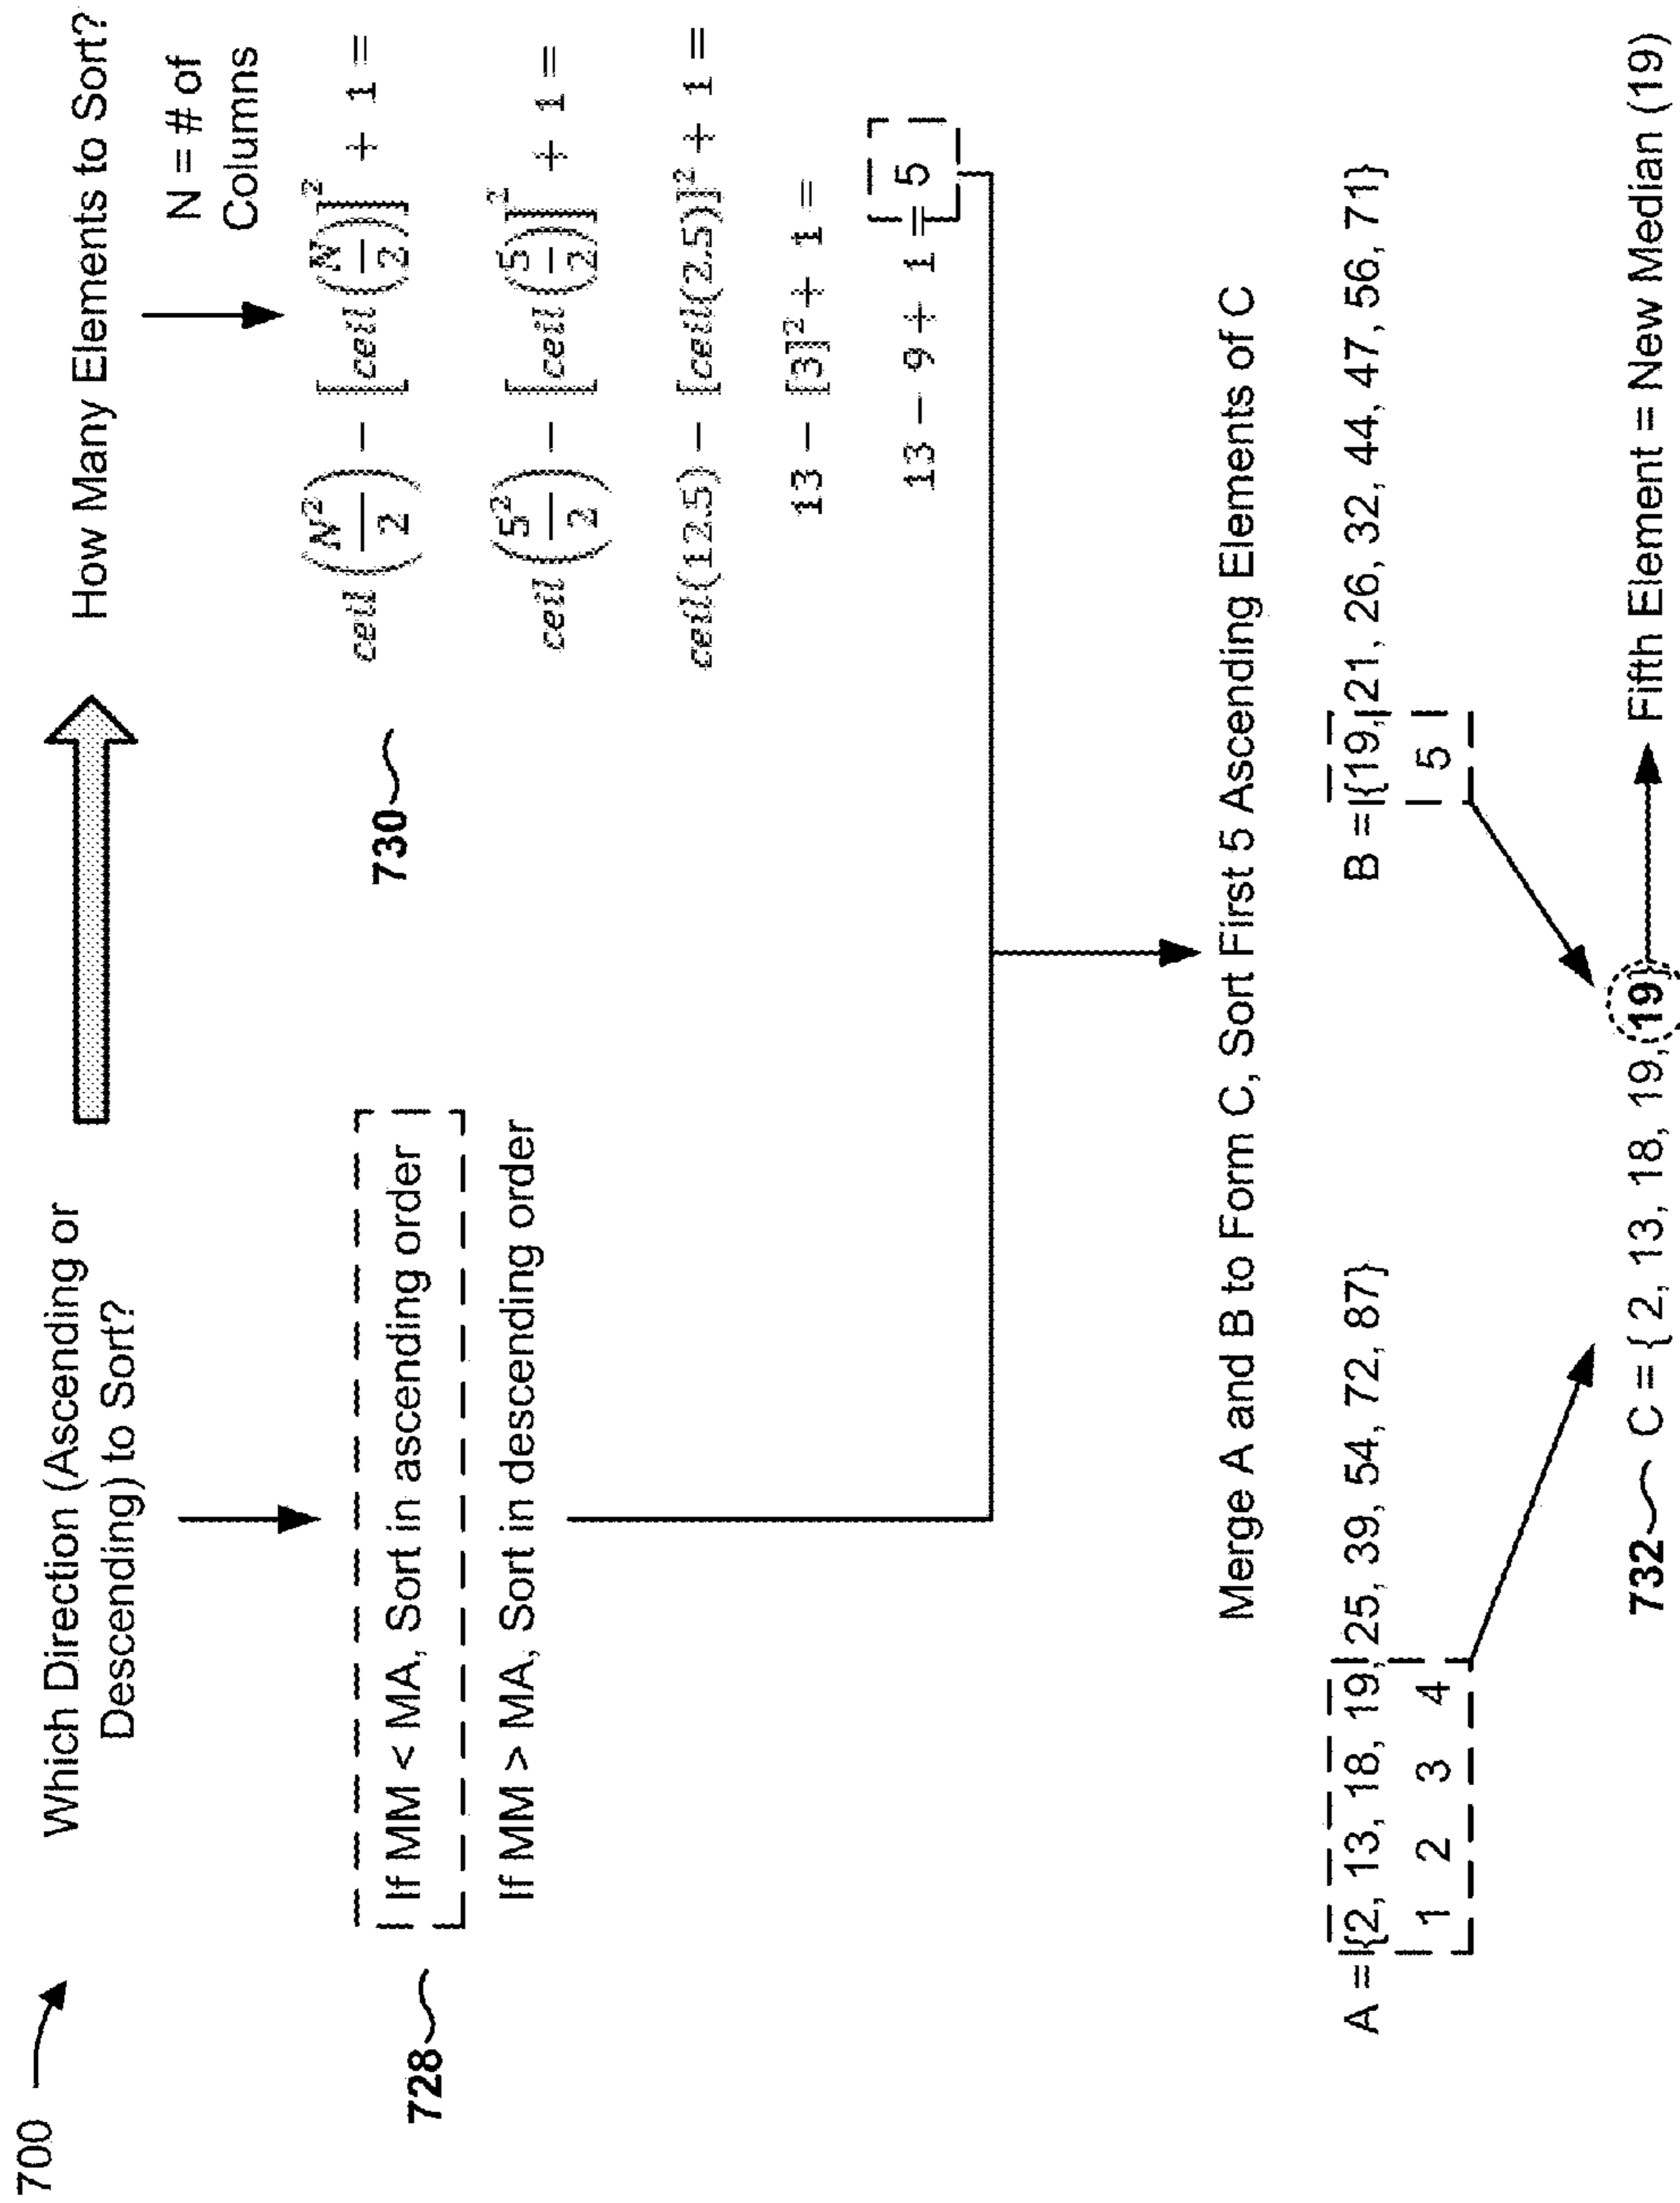 700
Which Direction (Ascending or
Descending) to Sort?
How Many Elements to Sort?
N = # of
Columns
728
If MM < MA, Sort in ascending order
If MM > MA, Sort in descending order
730
ceil(N²/2) − [ceil(N/2)]² + 1 =
ceil(5²/2) − [ceil(5/2)]² + 1 =
ceil(12.5) − [ceil(2.5)]² + 1 =
13 − [3]² + 1 =
13 − 9 + 1 = 5
Merge A and B to Form C, Sort First 5 Ascending Elements of C
A = {2, 13, 18, 19, 25, 39, 54, 72, 87}
1 2 3 4
B = {19, 21, 26, 32, 44, 47, 56, 71}
5
732
C = { 2, 13, 18, 19, 19}
Fifth Element = New Median (19)